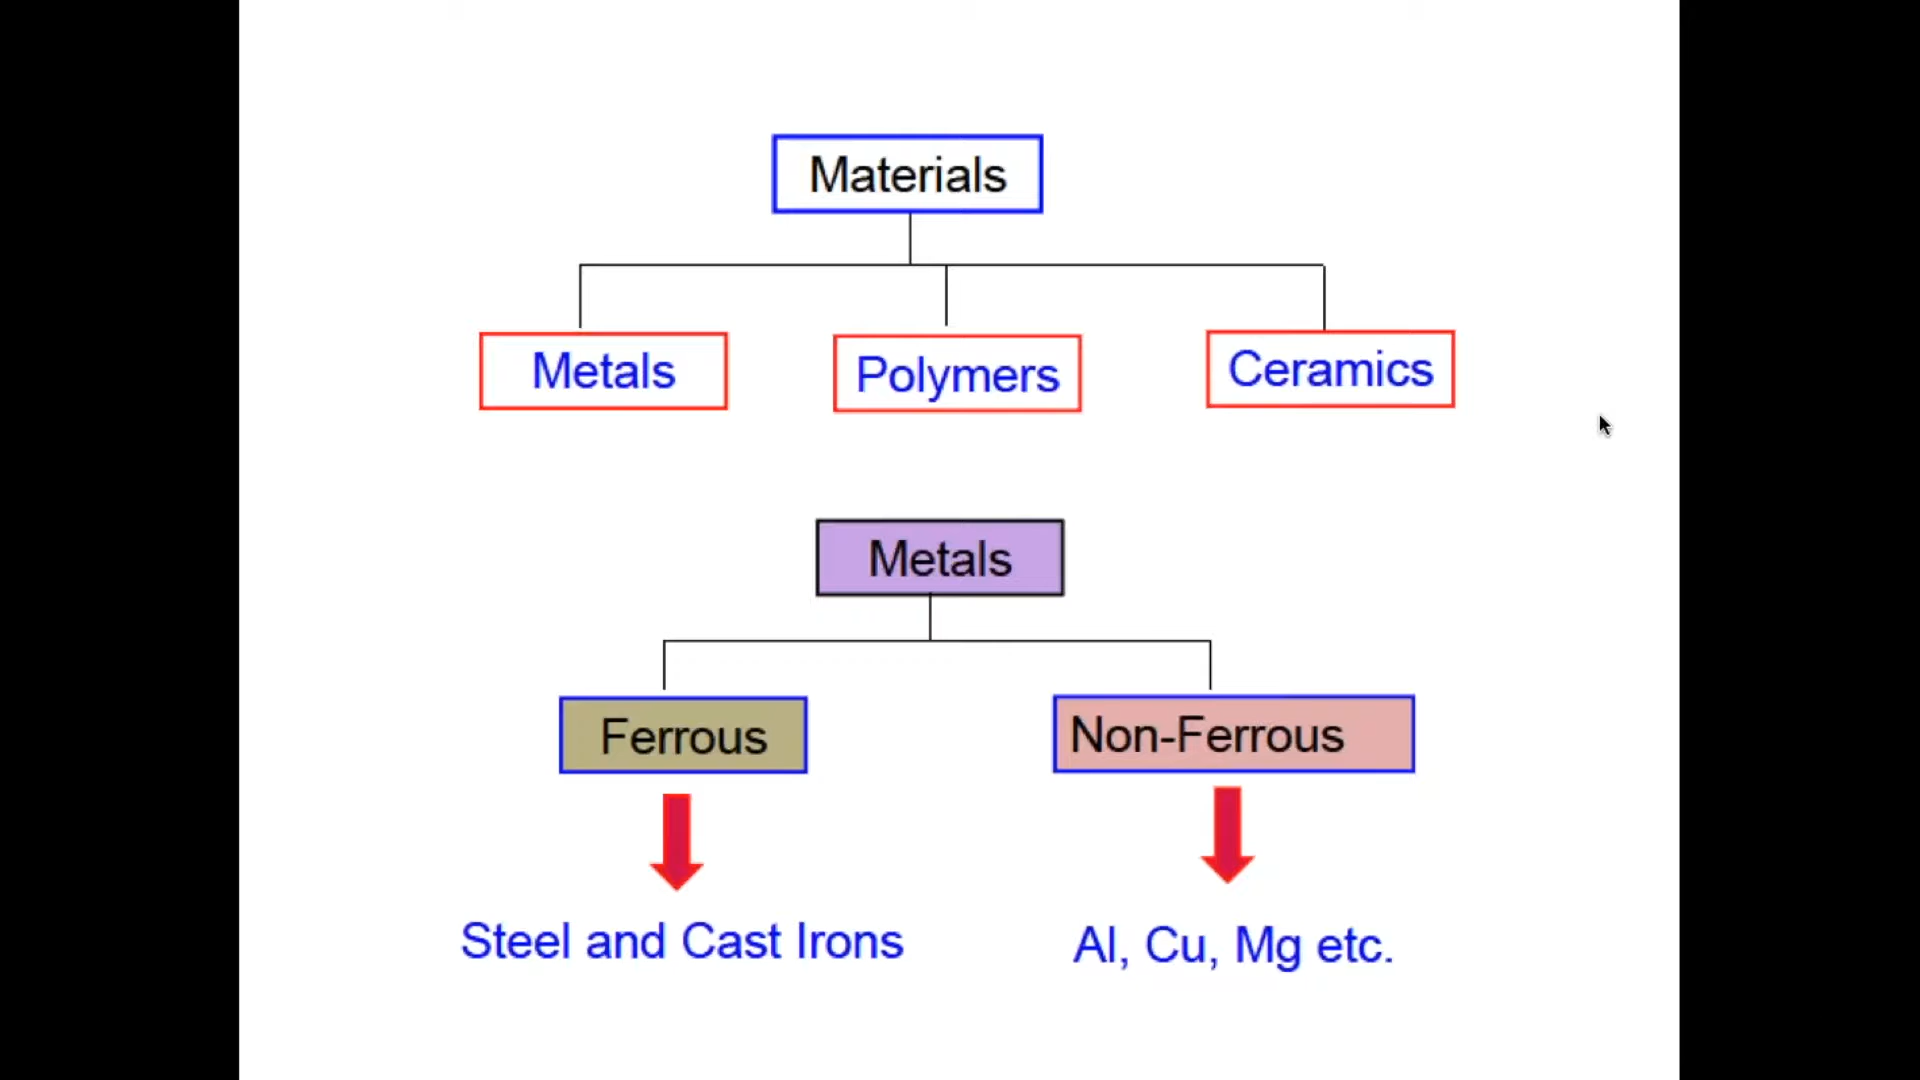 Materials
Metals
Polymers
Ceramics
Metals
Ferrous
Non-Ferrous
Steel and Cast Irons
Al, Cu, Mg etc.